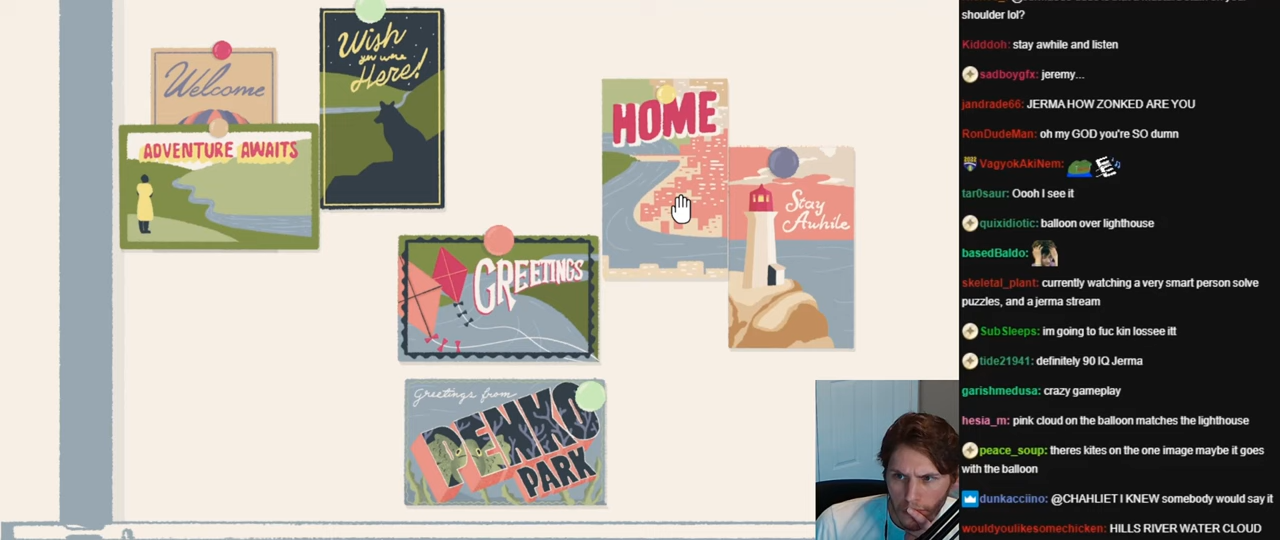 Welcome
ADVENTURE AWAITS
Wish
you were
Here!
HOME
Stay
Awhile
GREETINGS
Greetings from
PENKO
PARK
shoulder lol?
Kidddoh: stay awhile and listen
sadboygfx: jeremy...
jandrade66: JERMA HOW ZONKED ARE YOU
RonDudeMan: oh my GOD you're SO dumn
VagyokAkiNem:
tar0saur: Oooh I see it
quixidiotic: balloon over lighthouse
basedBaldo:
skeletal_plant: currently watching a very smart person solve
puzzles, and a jerma stream
SubSleeps: im going to fuc kin lossee itt
tide21941: definitely 90 IQ Jerma
garishmedusa: crazy gameplay
hesia_m: pink cloud on the balloon matches the lighthouse
peace_soup: theres kites on the one image maybe it goes
with the balloon
dunkacciino: @CHAHLIET I KNEW somebody would say it
wouldyoulikesomechicken: HILLS RIVER WATER CLOUD